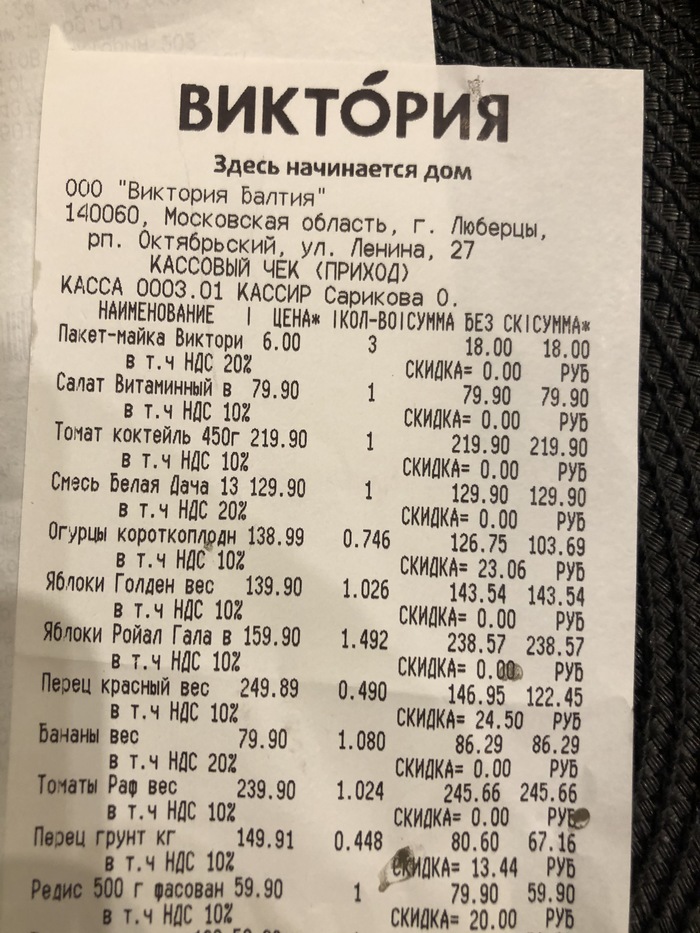 ВИКТÓРИЯ
Здесь начинается дом
ООО "Виктория Балтия"
140060, Московская область, г. Люберцы,
рп. Октябрьский, ул. Ленина, 27
КАССОВЫЙ ЧЕК (ПРИХОД)
КАССА 0003.01 КАССИР Сарикова О.
НАИМЕНОВАНИЕ | ЦЕНА* |КОЛ-ВО|СУММА БЕЗ СК|СУММА*
Пакет-майка Виктори 6.00 3 18.00 18.00
в т.ч НДС 20% СКИДКА= 0.00 РУБ
Салат Витаминный в 79.90 1 79.90 79.90
в т.ч НДС 10% СКИДКА= 0.00 РУБ
Томат коктейль 450г 219.90 1 219.90 219.90
в т.ч НДС 10% СКИДКА= 0.00 РУБ
Смесь Белая Дача 13 129.90 1 129.90 129.90
в т.ч НДС 20% СКИДКА= 0.00 РУБ
Огурцы короткоплодн 138.99 0.746 126.75 103.69
в т.ч НДС 10% СКИДКА= 23.06 РУБ
Яблоки Голден вес 139.90 1.026 143.54 143.54
в т.ч НДС 10% СКИДКА= 0.00 РУБ
Яблоки Ройал Гала в 159.90 1.492 238.57 238.57
в т.ч НДС 10% СКИДКА= 0.00 РУБ
Перец красный вес 249.89 0.490 146.95 122.45
в т.ч НДС 10% СКИДКА= 24.50 РУБ
Бананы вес 79.90 1.080 86.29 86.29
в т.ч НДС 20% СКИДКА= 0.00 РУБ
Томаты Раф вес 239.90 1.024 245.66 245.66
в т.ч НДС 10% СКИДКА= 0.00 РУБ
Перец грунт кг 149.91 0.448 80.60 67.16
в т.ч НДС 10% СКИДКА= 13.44 РУБ
Редис 500 г фасован 59.90 1 79.90 59.90
в т.ч НДС 10% СКИДКА= 20.00 РУБ